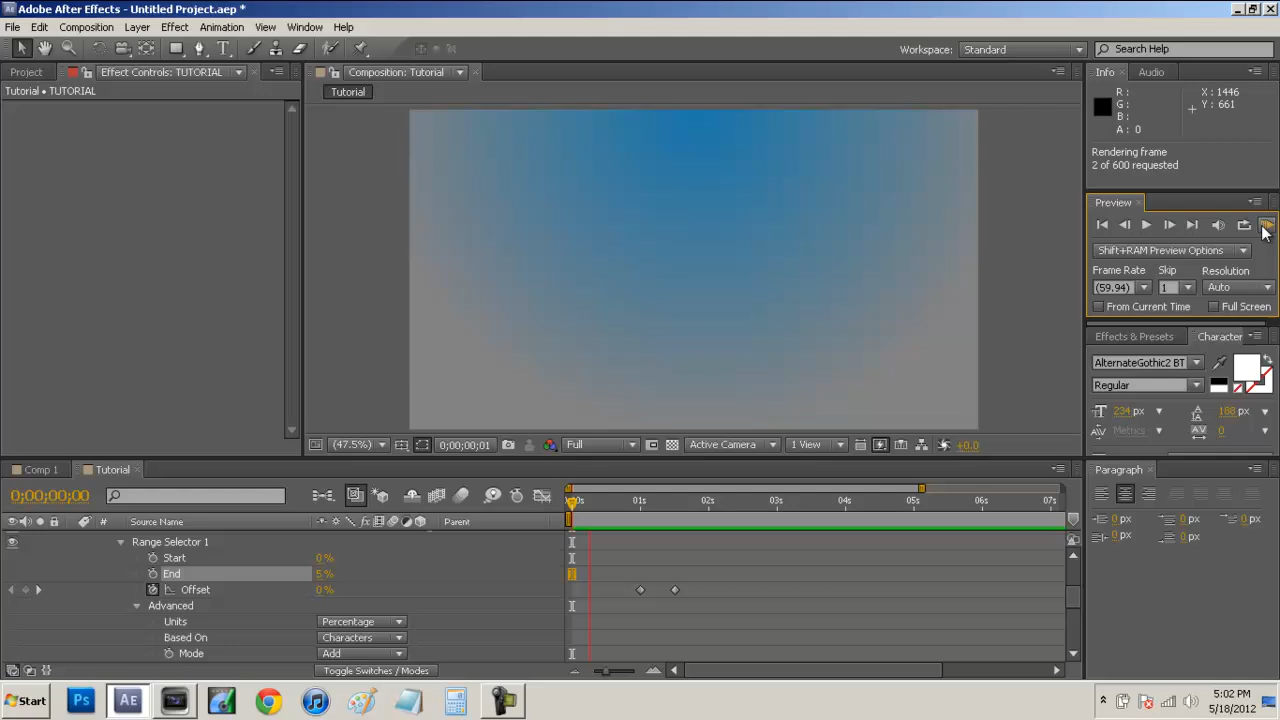 Adobe After Effects - Untitled Project.aep *
File Edit Composition Layer Effect Animation View Window Help
Workspace: Standard Search Help
Project Effect Controls: TUTORIAL Composition: Tutorial Info Audio
Tutorial • TUTORIAL
Tutorial
R : X : 1446
G : Y : 661
B :
A : 0
Rendering frame
2 of 600 requested
Preview
Shift+RAM Preview Options
Frame Rate Skip Resolution
(59.94) 1 Auto
From Current Time Full Screen
Effects & Presets Character
AlternateGothic2 BT
Regular
234 px 188 px
Metrics 0
(47.5%) 0;00;00;01 Full Active Camera 1 View +0.0
Comp 1 Tutorial Paragraph
0;00;00;00 01s 02s 03s 04s 05s 06s 07s
# Source Name Parent
0 px 0 px 0 px
0 px 0 px
Range Selector 1
Start 0 %
End 5 %
Offset 0 %
Advanced
Units Percentage
Based On Characters
Mode Add
Toggle Switches / Modes
Start Ps AE 5:02 PM
5/18/2012